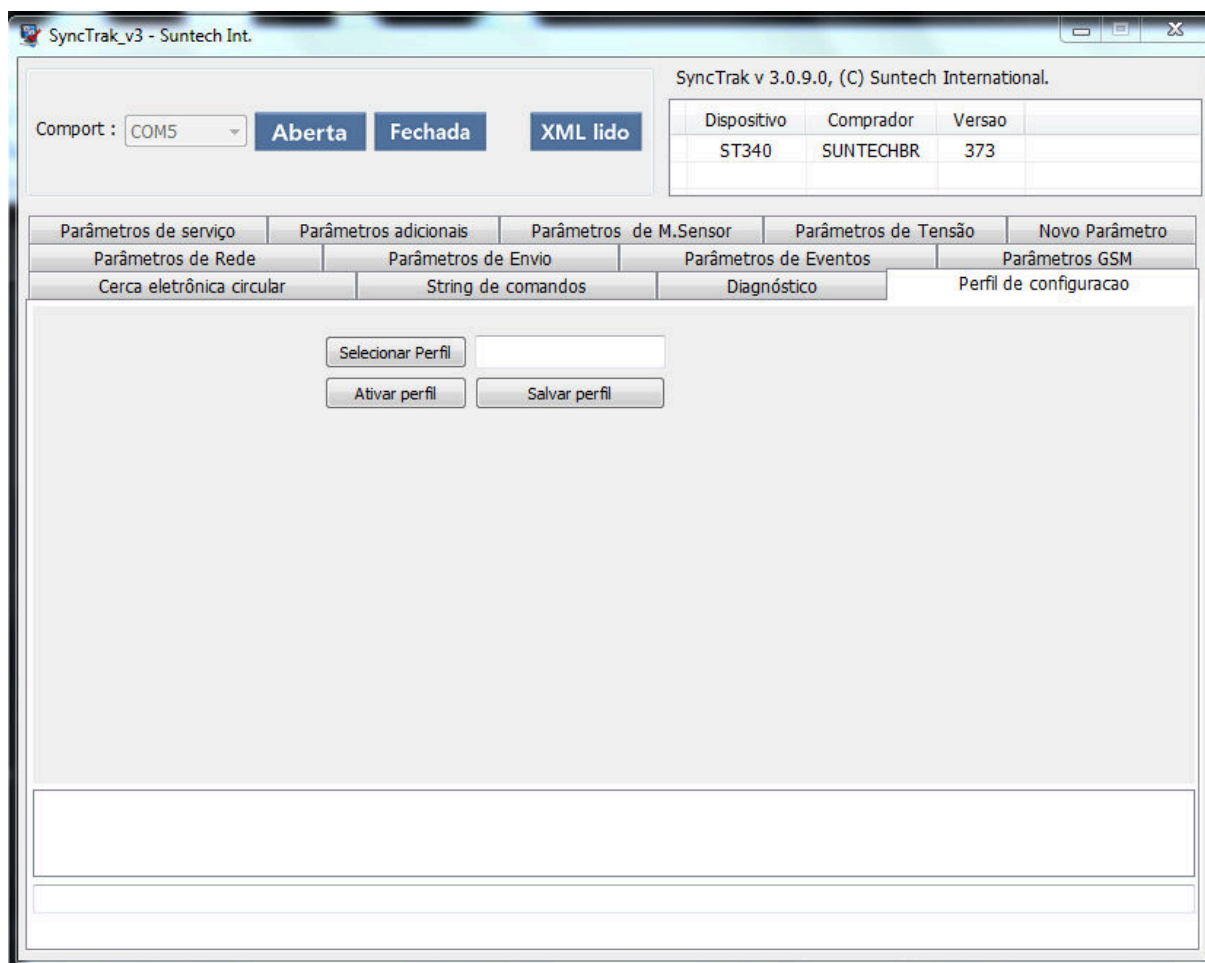 SyncTrak_v3 - Suntech Int.
SyncTrak v 3.0.9.0, (C) Suntech International.
Comport : COM5 Aberta Fechada XML lido
Dispositivo Comprador Versao
ST340 SUNTECHBR 373
Parâmetros de serviço Parâmetros adicionais Parâmetros de M.Sensor Parâmetros de Tensão Novo Parâmetro
Parâmetros de Rede Parâmetros de Envio Parâmetros de Eventos Parâmetros GSM
Cerca eletrônica circular String de comandos Diagnóstico Perfil de configuracao
Selecionar Perfil
Ativar perfil Salvar perfil